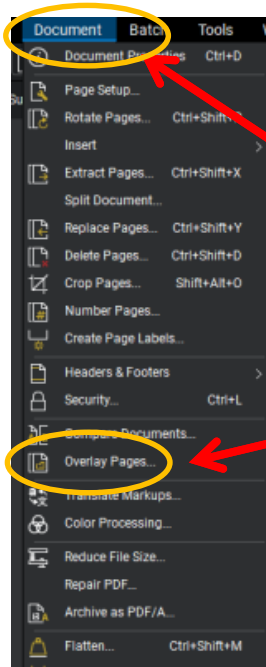 Document Batch Tools
Document Properties Ctrl+D
Page Setup...
Rotate Pages... Ctrl+Shift+
Insert
Extract Pages... Ctrl+Shift+X
Split Document...
Replace Pages... Ctrl+Shift+Y
Delete Pages... Ctrl+Shift+D
Crop Pages... Shift+Alt+O
Number Pages...
Create Page Labels...
Headers & Footers
Security... Ctrl+L
Compare Documents...
Overlay Pages...
Translate Markups...
Color Processing...
Reduce File Size...
Repair PDF...
Archive as PDF/A...
Flatten... Ctrl+Shift+M